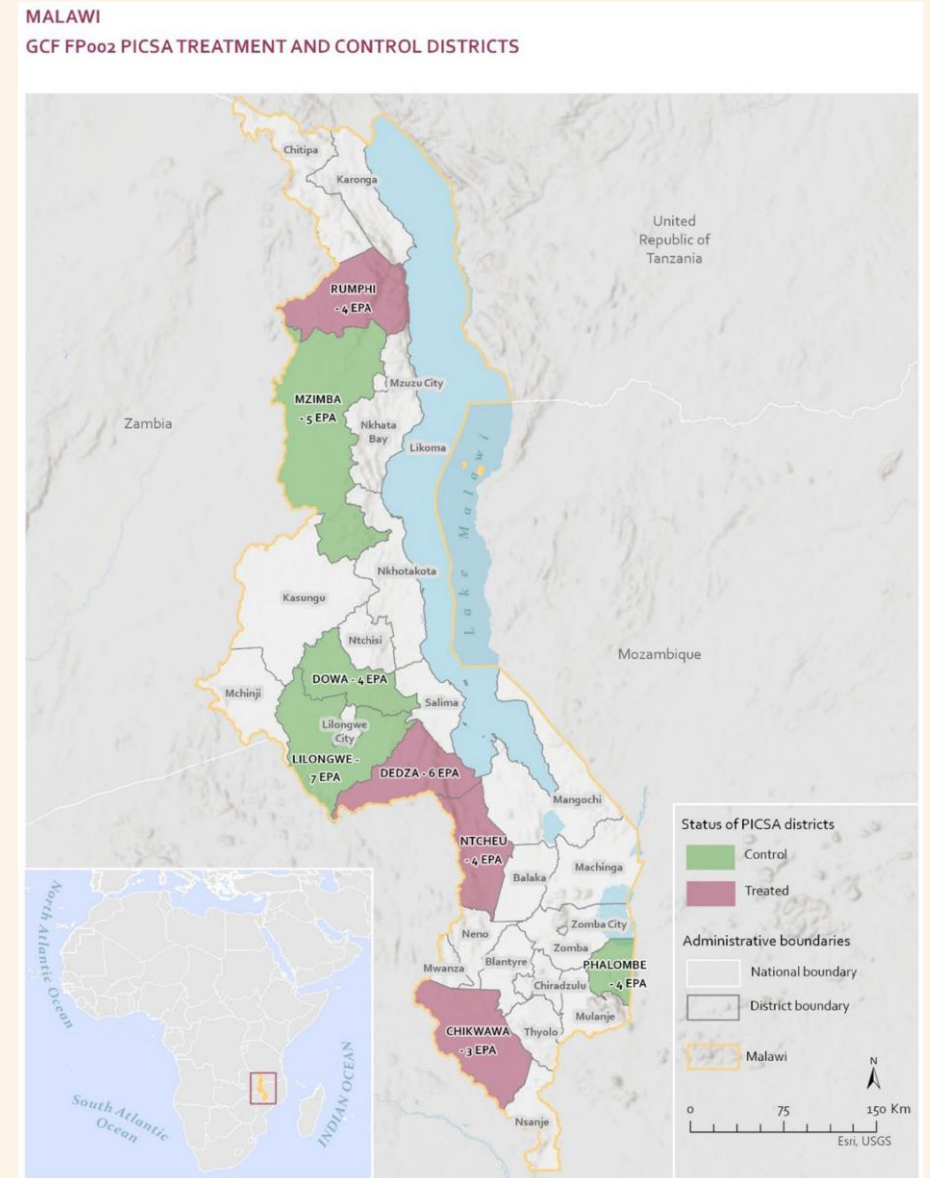 MALAWI
GCF FP002 PICSA TREATMENT AND CONTROL DISTRICTS
Chitipa
Karonga
United
Republic of
Tanzania
RUMPHI
- 4 EPA
Mzuzu City
MZIMBA
- 5 EPA
Zambia
Nkhata
Bay
Likoma
Lake Malawi
Nkhotakota
Kasungu
Ntchisi
Mozambique
DOWA - 4 EPA
Mchinji
Salima
Lilongwe
City
LILONGWE -
7 EPA
DEDZA - 6 EPA
Mangochi
NTCHEU
- 4 EPA
Machinga
Balaka
Zomba City
Neno
Zomba
Blantyre
PHALOMBE
- 4 EPA
Mwanza
Chiradzulu
Mulanje
CHIKWAWA
- 3 EPA
Thyolo
Nsanje
Status of PICSA districts
Control
Treated
Administrative boundaries
National boundary
District boundary
Malawi
N
0 75 150 Km
Esri, USGS
North Atlantic
Ocean
South Atlantic
Ocean
INDIAN OCEAN